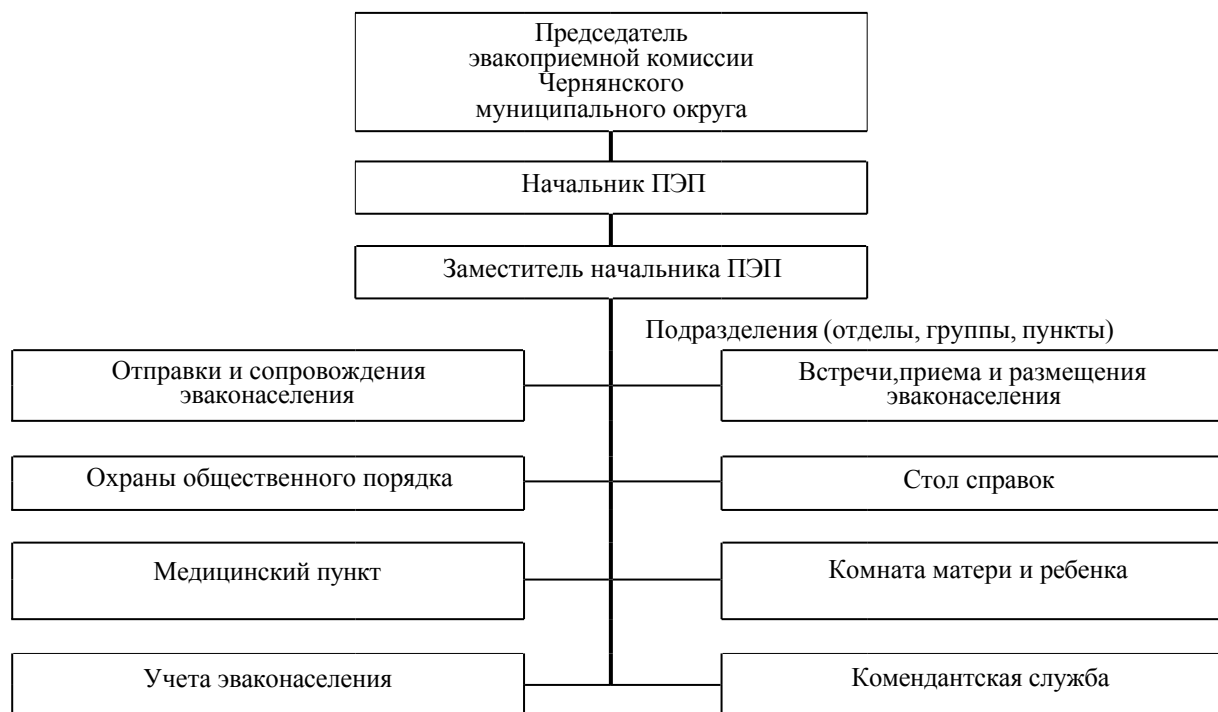 Председатель
эвакоприемной комиссии
Чернянского
муниципального округа
Начальник ПЭП
Заместитель начальника ПЭП
Подразделения (отделы, группы, пункты)
Отправки и сопровождения
эваконаселения
Встречи,приема и размещения
эваконаселения
Охраны общественного порядка
Стол справок
Медицинский пункт
Комната матери и ребенка
Учета эваконаселения
Комендантская служба